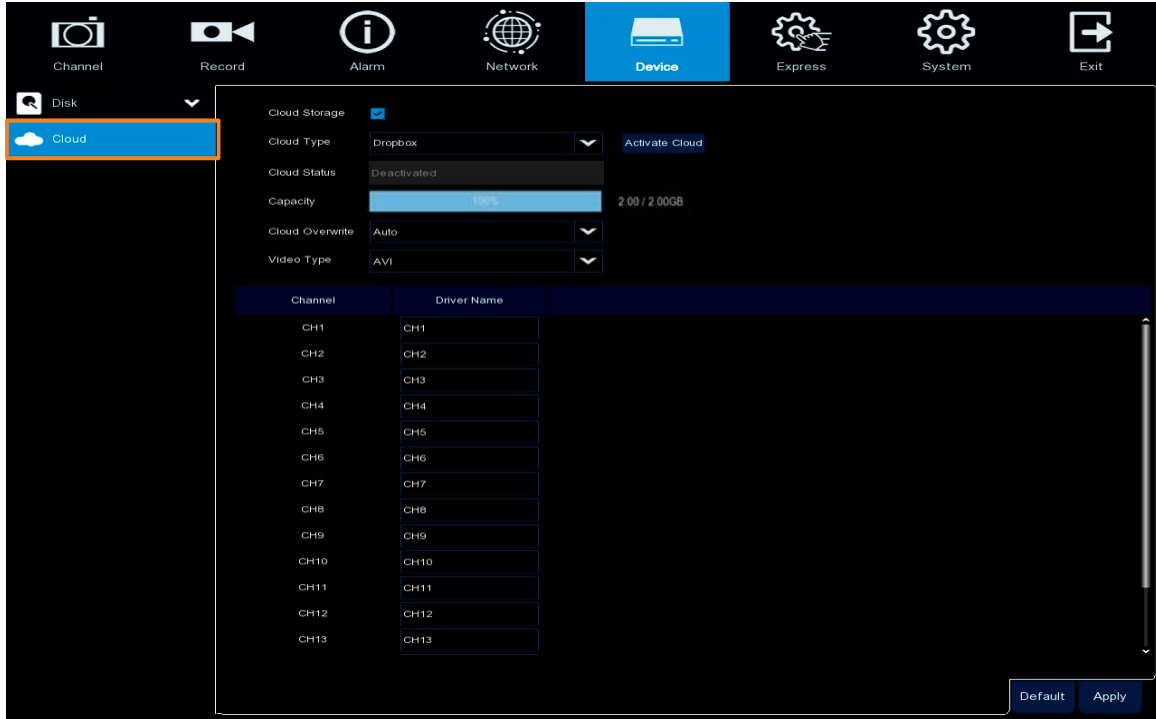 Channel Record Alarm Network Device Express System Exit
Disk
Cloud
Cloud Storage
Cloud Type Dropbox Activate Cloud
Cloud Status Deactivated
Capacity 100% 2.00 / 2.00GB
Cloud Overwrite Auto
Video Type AVI
Channel Driver Name
CH1 CH1
CH2 CH2
CH3 CH3
CH4 CH4
CH5 CH5
CH6 CH6
CH7 CH7
CH8 CH8
CH9 CH9
CH10 CH10
CH11 CH11
CH12 CH12
CH13 CH13
Default Apply